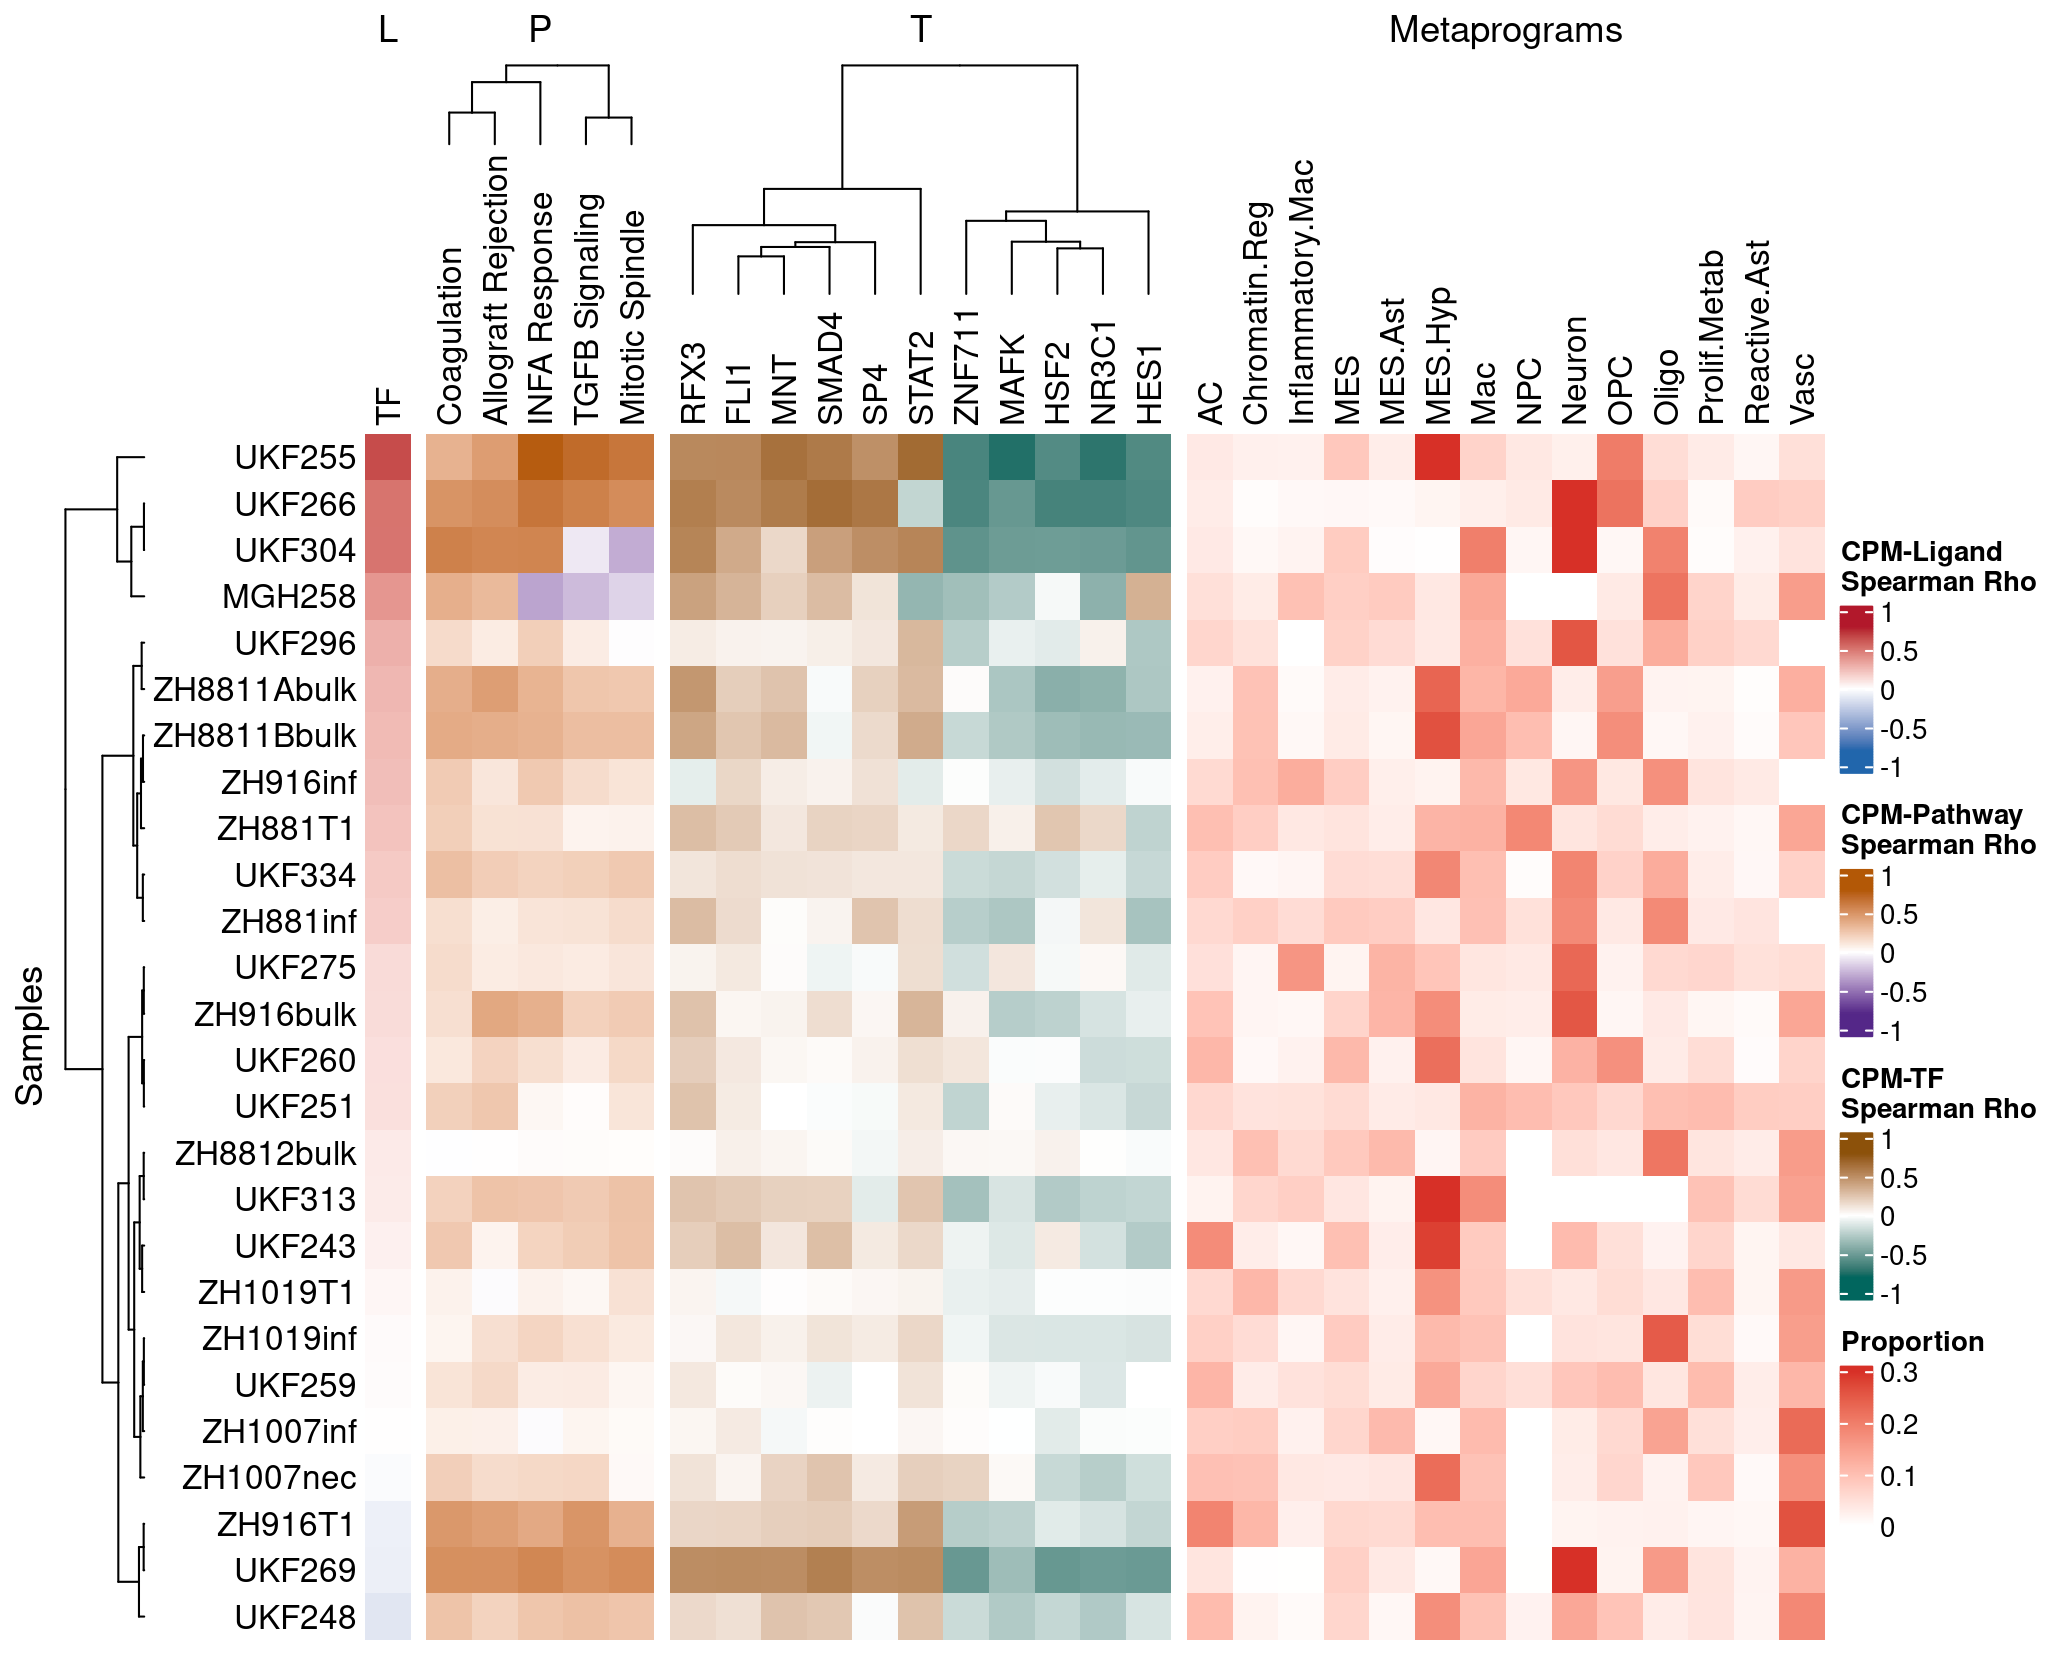 L P T Metaprograms
TF
Coagulation
Allograft Rejection
INFA Response
TGFB Signaling
Mitotic Spindle
RFX3
FLI1
MNT
SMAD4
SP4
STAT2
ZNF711
MAFK
HSF2
NR3C1
HES1
AC
Chromatin.Reg
Inflammatory.Mac
MES
MES.Ast
MES.Hyp
Mac
NPC
Neuron
OPC
Oligo
Prolif.Metab
Reactive.Ast
Vasc
Samples
UKF255
UKF266
UKF304
MGH258
UKF296
ZH8811Abulk
ZH8811Bbulk
ZH916inf
ZH881T1
UKF334
ZH881inf
UKF275
ZH916bulk
UKF260
UKF251
ZH8812bulk
UKF313
UKF243
ZH1019T1
ZH1019inf
UKF259
ZH1007inf
ZH1007nec
ZH916T1
UKF269
UKF248
CPM-Ligand
Spearman Rho
1
0.5
0
-0.5
-1
CPM-Pathway
Spearman Rho
1
0.5
0
-0.5
-1
CPM-TF
Spearman Rho
1
0.5
0
-0.5
-1
Proportion
0.3
0.2
0.1
0